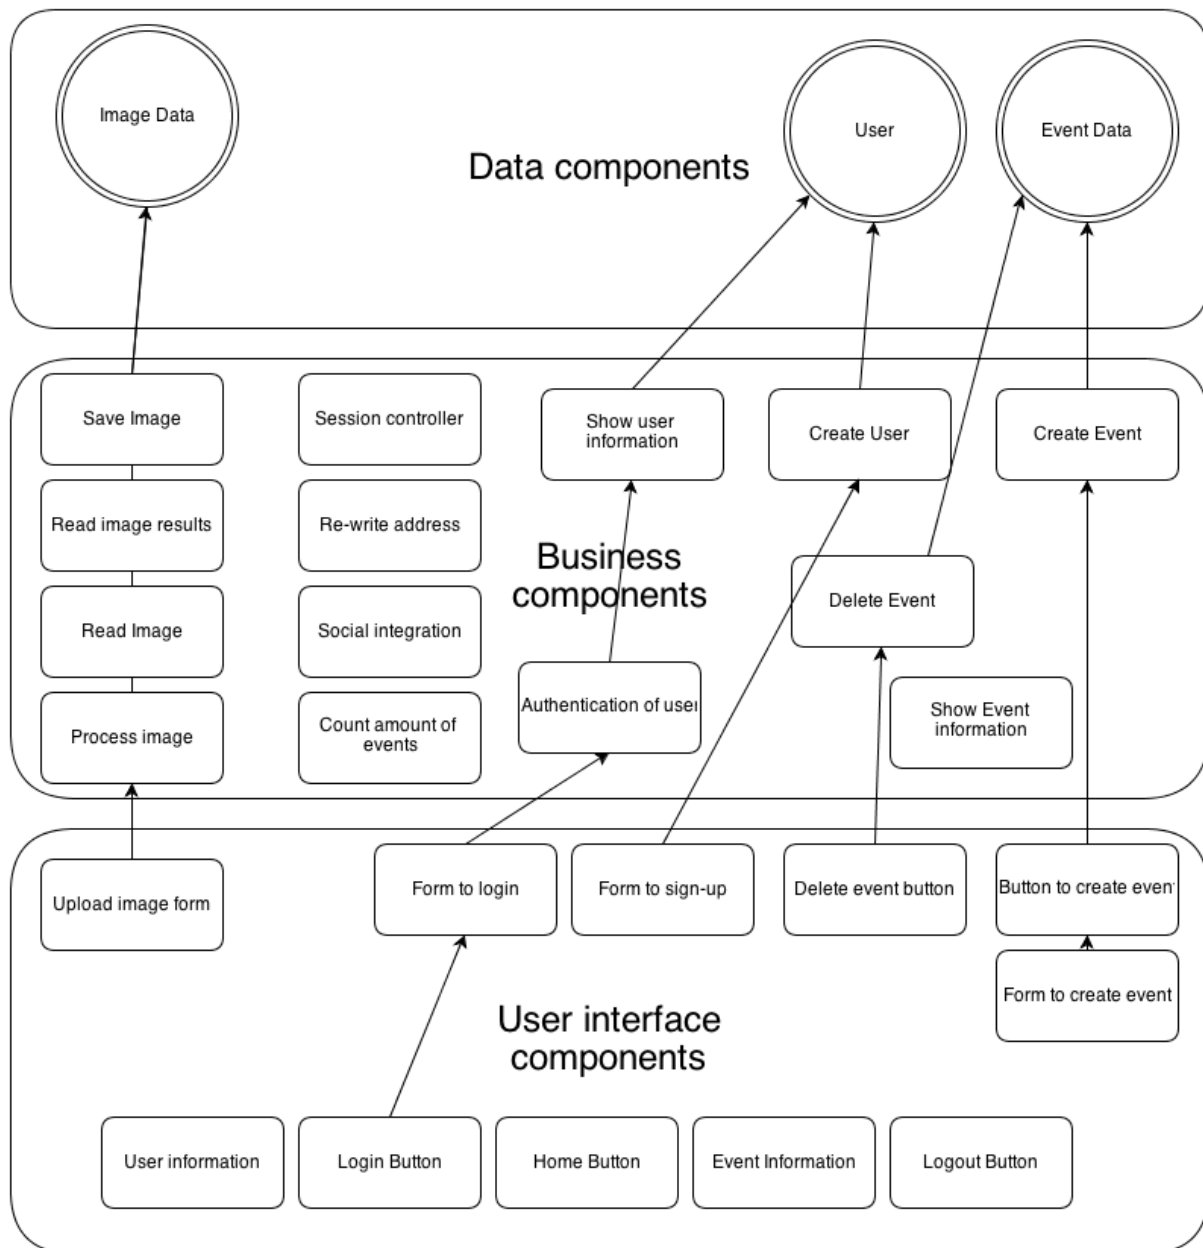 Image Data
User
Event Data
Data components
Save Image
Session controller
Show user
information
Create User
Create Event
Read image results
Re-write address
Business
components
Delete Event
Read Image
Social integration
Authentication of user
Show Event
information
Process image
Count amount of
events
Upload image form
Form to login
Form to sign-up
Delete event button
Button to create event
Form to create event
User interface
components
User information
Login Button
Home Button
Event Information
Logout Button